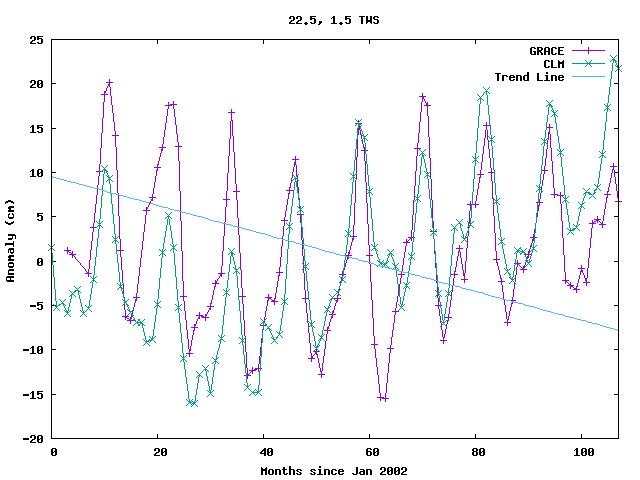 22.5, 1.5 TWS
GRACE
CLM
Trend Line
Anomaly (cm)
25
20
15
10
5
0
-5
-10
-15
-20
0 20 40 60 80 100
Months since Jan 2002